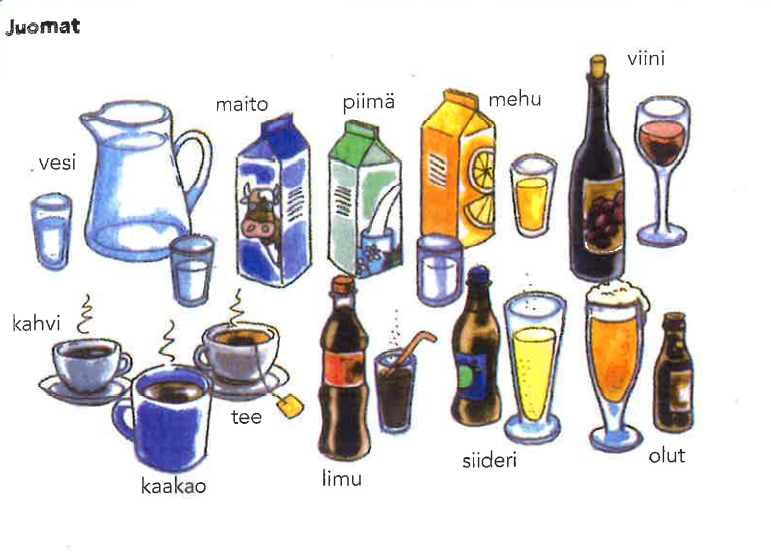 Juomat
viini
maito
piimä
mehu
vesi
kahvi
tee
kaakao
limu
siideri
olut